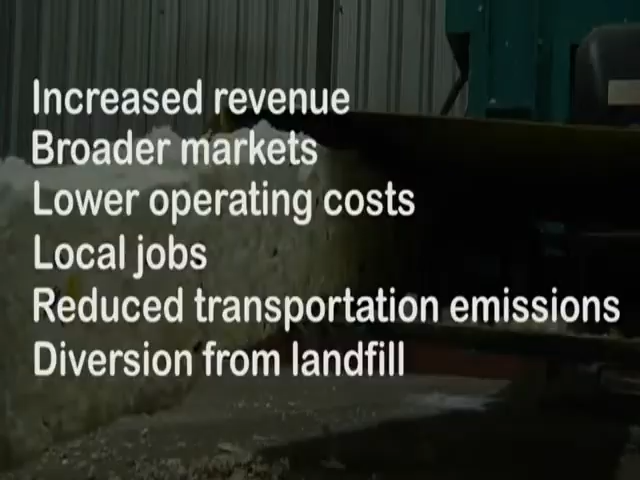 Increased revenue
Broader markets
Lower operating costs
Local jobs
Reduced transportation emissions
Diversion from landfill